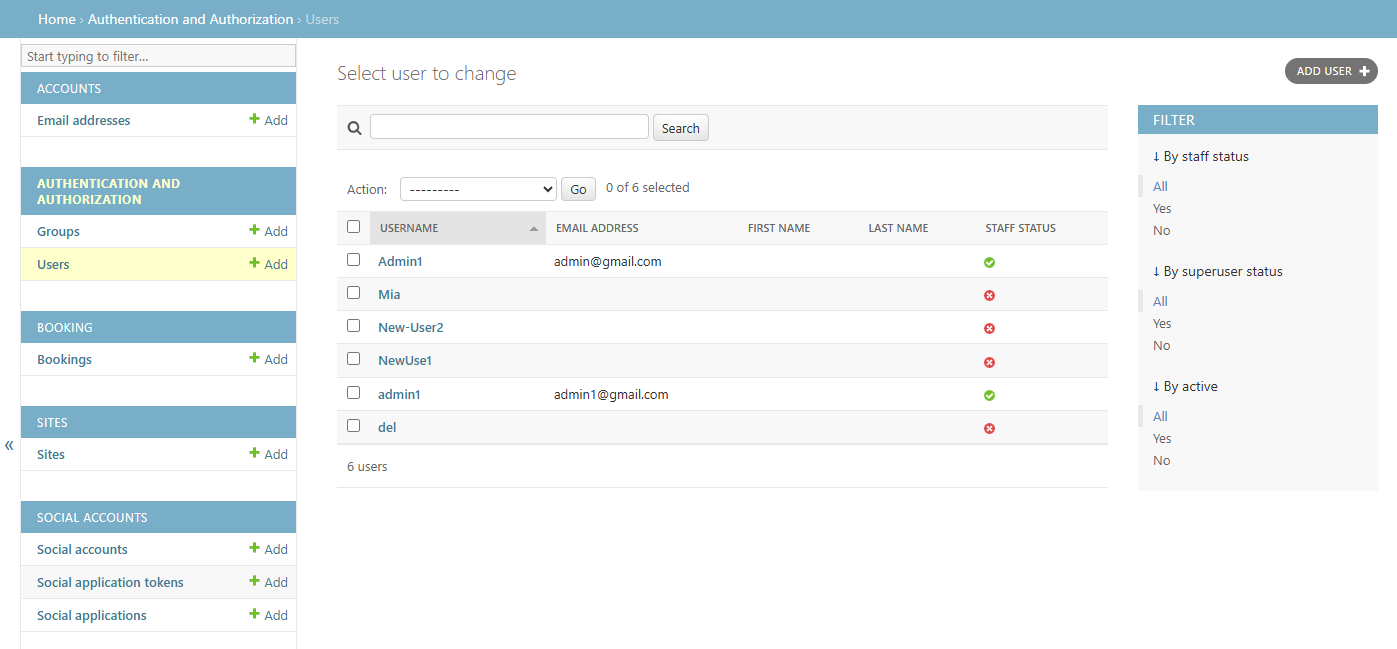 Home › Authentication and Authorization › Users
Start typing to filter...
ACCOUNTS
Email addresses + Add
AUTHENTICATION AND
AUTHORIZATION
Groups + Add
Users + Add
BOOKING
Bookings + Add
SITES
Sites + Add
SOCIAL ACCOUNTS
Social accounts + Add
Social application tokens + Add
Social applications + Add
«
Select user to change
ADD USER +
Search
Action: --------- Go 0 of 6 selected
USERNAME EMAIL ADDRESS FIRST NAME LAST NAME STAFF STATUS
Admin1 admin@gmail.com
Mia
New-User2
NewUse1
admin1 admin1@gmail.com
del
6 users
FILTER
↓ By staff status
All
Yes
No
↓ By superuser status
All
Yes
No
↓ By active
All
Yes
No